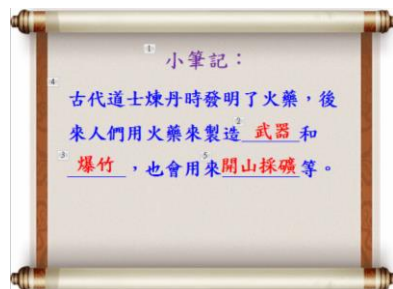 小筆記：
古代道士煉丹時發明了火藥，後
來人們用火藥來製造武器和
爆竹，也會用來開山採礦等。